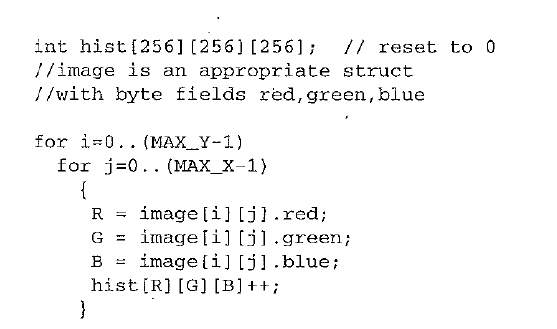 int hist[256][256][256];  // reset to 0
//image is an appropriate struct
//with byte fields red,green,blue
for i=0..(MAX_Y-1)
for j=0..(MAX_X-1)
{
R = image[i][j].red;
G = image[i][j].green;
B = image[i][j].blue;
hist[R][G][B]++;
}